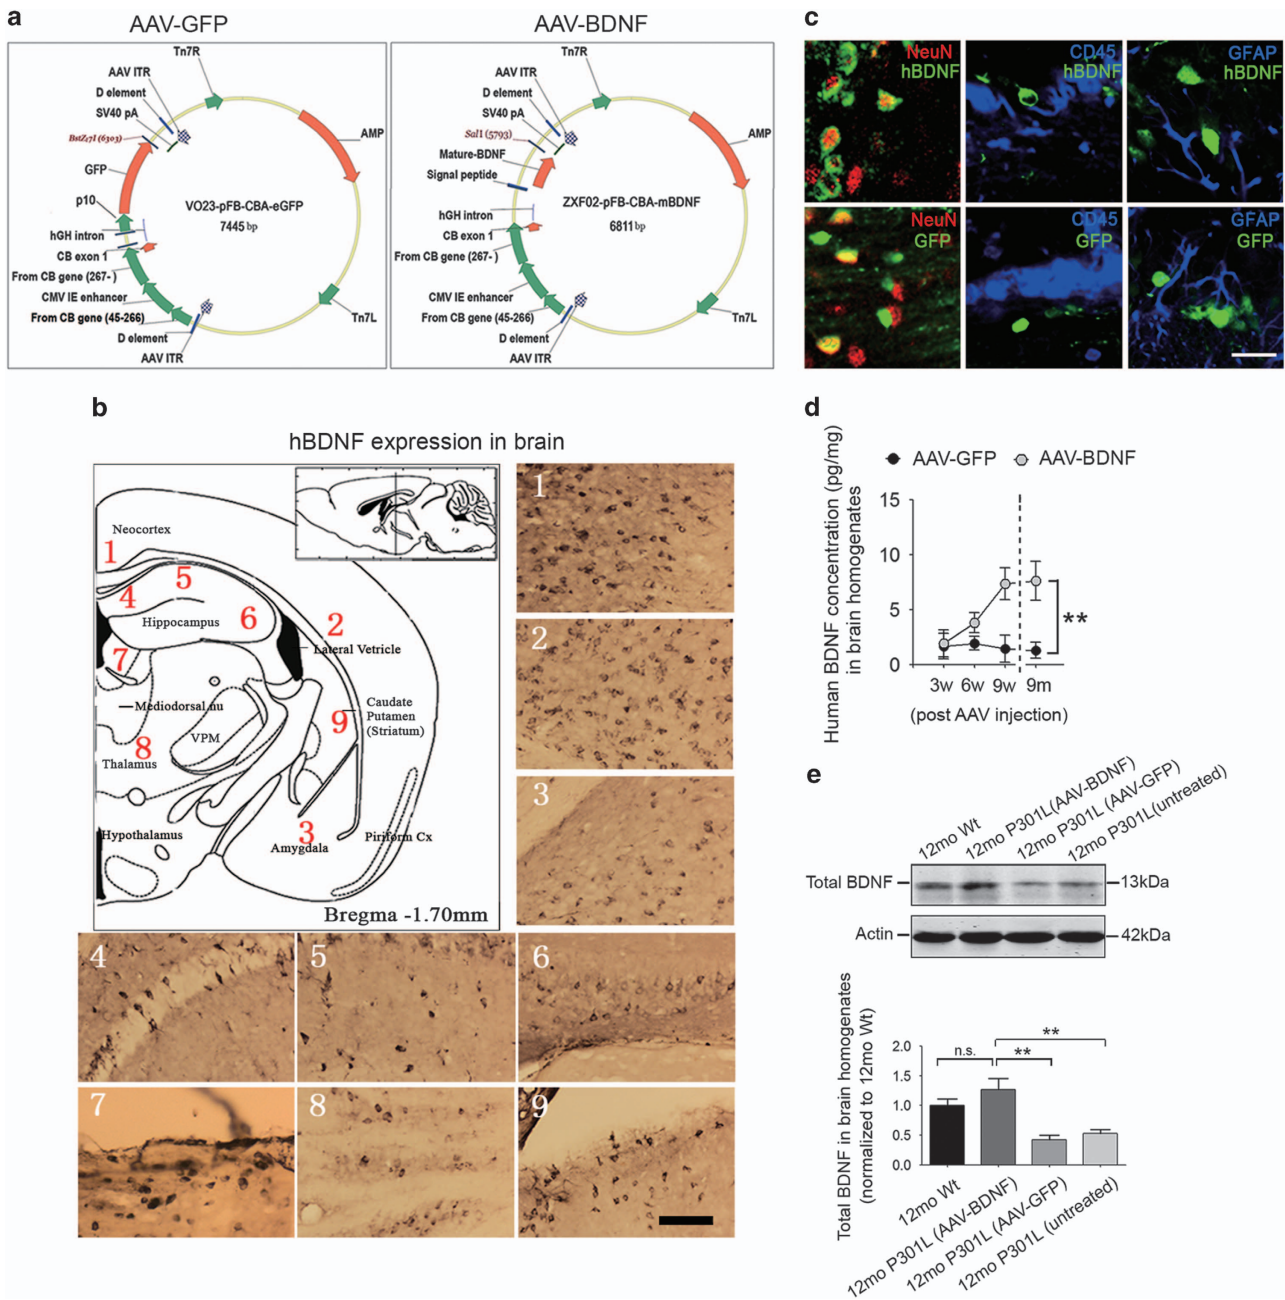 a
AAV-GFP
AAV-BDNF
Tn7R
AAV ITR
D element
SV40 pA
BstZ17I (6303)
AMP
GFP
p10
VO23-pFB-CBA-eGFP
7445 bp
hGH intron
CB exon 1
From CB gene (267- )
CMV IE enhancer
From CB gene (45-266)
D element
AAV ITR
Tn7L
Tn7R
AAV ITR
D element
SV40 pA
Sal1 (5793)
AMP
Mature-BDNF
Signal peptide
ZXF02-pFB-CBA-mBDNF
6811 bp
hGH intron
CB exon 1
From CB gene (267- )
CMV IE enhancer
From CB gene (45-266)
D element
AAV ITR
Tn7L
c
NeuN
hBDNF
CD45
hBDNF
GFAP
hBDNF
NeuN
GFP
CD45
GFP
GFAP
GFP
b
hBDNF expression in brain
Neocortex
1
5
4
6
Hippocampus
2
Lateral Vetricle
7
Mediodorsal nu
9
Caudate
Putamen
(Striatum)
VPM
8
Thalamus
Hypothalamus
3
Amygdala
Piriform Cx
Bregma -1.70mm
1
2
3
4
5
6
7
8
9
d
AAV-GFP
AAV-BDNF
Human BDNF concentration (pg/mg)
in brain homogenates
15
10
5
0
**
3w 6w 9w 9m
(post AAV injection)
e
12mo Wt
12mo P301L (AAV-BDNF)
12mo P301L (AAV-GFP)
12mo P301L(untreated)
Total BDNF
13kDa
Actin
42kDa
Total BDNF in brain homogenates
(normalized to 12mo Wt)
2.0
1.5
1.0
0.5
0.0
n.s.
**
**
12mo Wt
12mo P301L (AAV-BDNF)
12mo P301L (AAV-GFP)
12mo P301L (untreated)